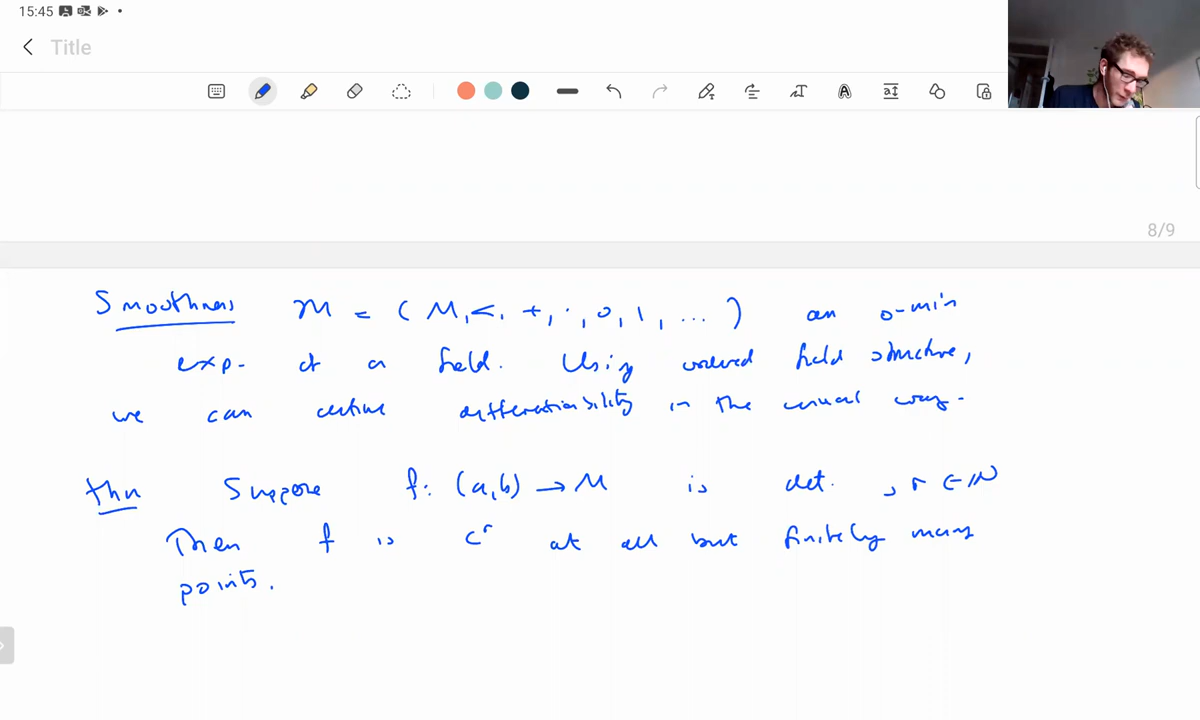 15:45
Title
8/9
Smoothness M = (M, <, +, ·, 0, 1, ...) an o-min
exp. of a field. Using ordered field structure,
we can define differentiability in the usual way.
thm Suppose f: (a,b) → M is def. , r ∈ ℕ
Then f is Cʳ at all but finitely many
points.